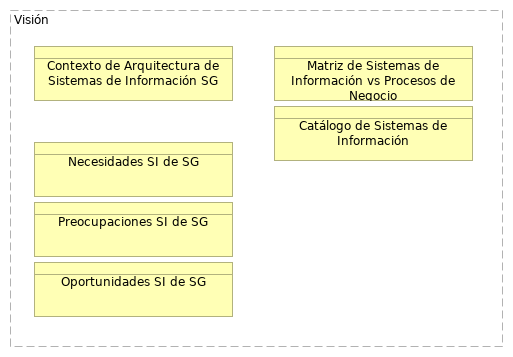 Visión
Contexto de Arquitectura de
Sistemas de Información SG
Matriz de Sistemas de
Información vs Procesos de
Negocio
Catálogo de Sistemas de
Información
Necesidades SI de SG
Preocupaciones SI de SG
Oportunidades SI de SG